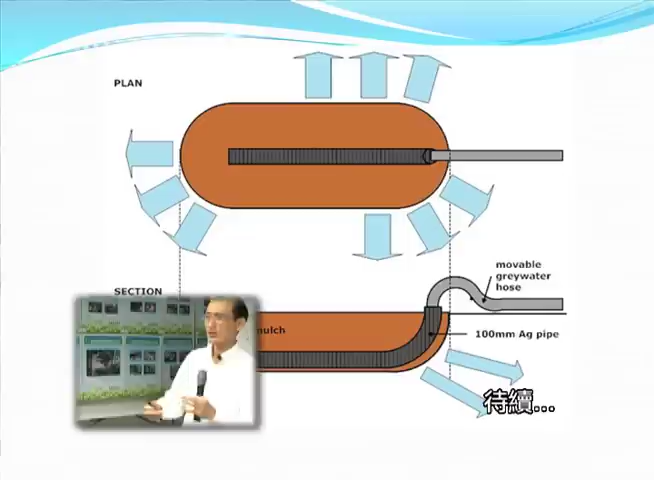 PLAN
movable
greywater
hose
SECTION
mulch
100mm Ag pipe
待續...